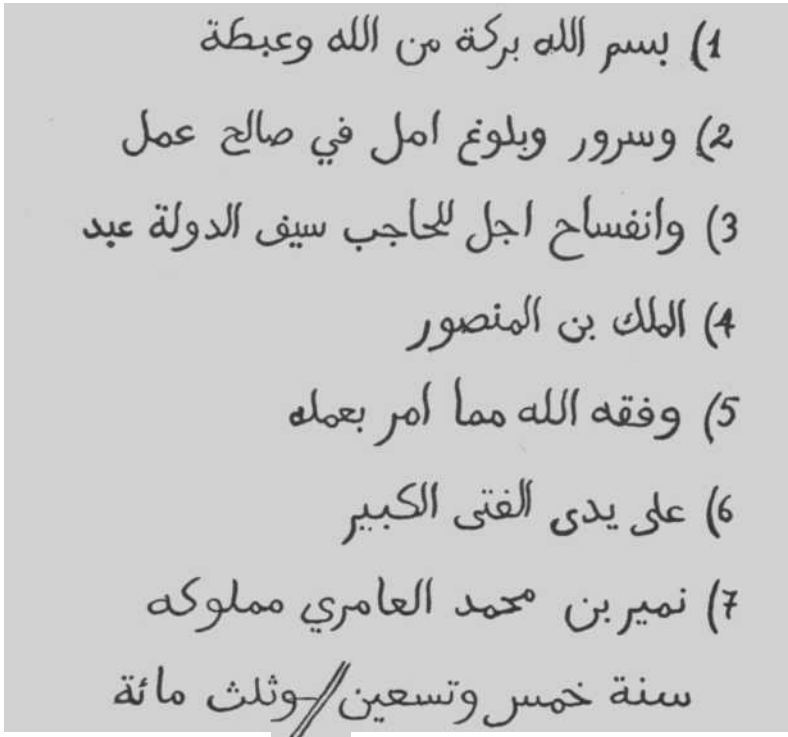 1) بسم الله بركة من الله وعبطة
2) وسرور وبلوغ امل في صالح عمل
3) وانفساح اجل للحاجب سيف الدولة عبد
4) الملك بن المنصور
5) وفقه الله مما امر بعمله
6) على يدى الفتى الكبير
7) نمير بن محمد العامري مملوكه
سنة خمس وتسعين // وثلث مائة